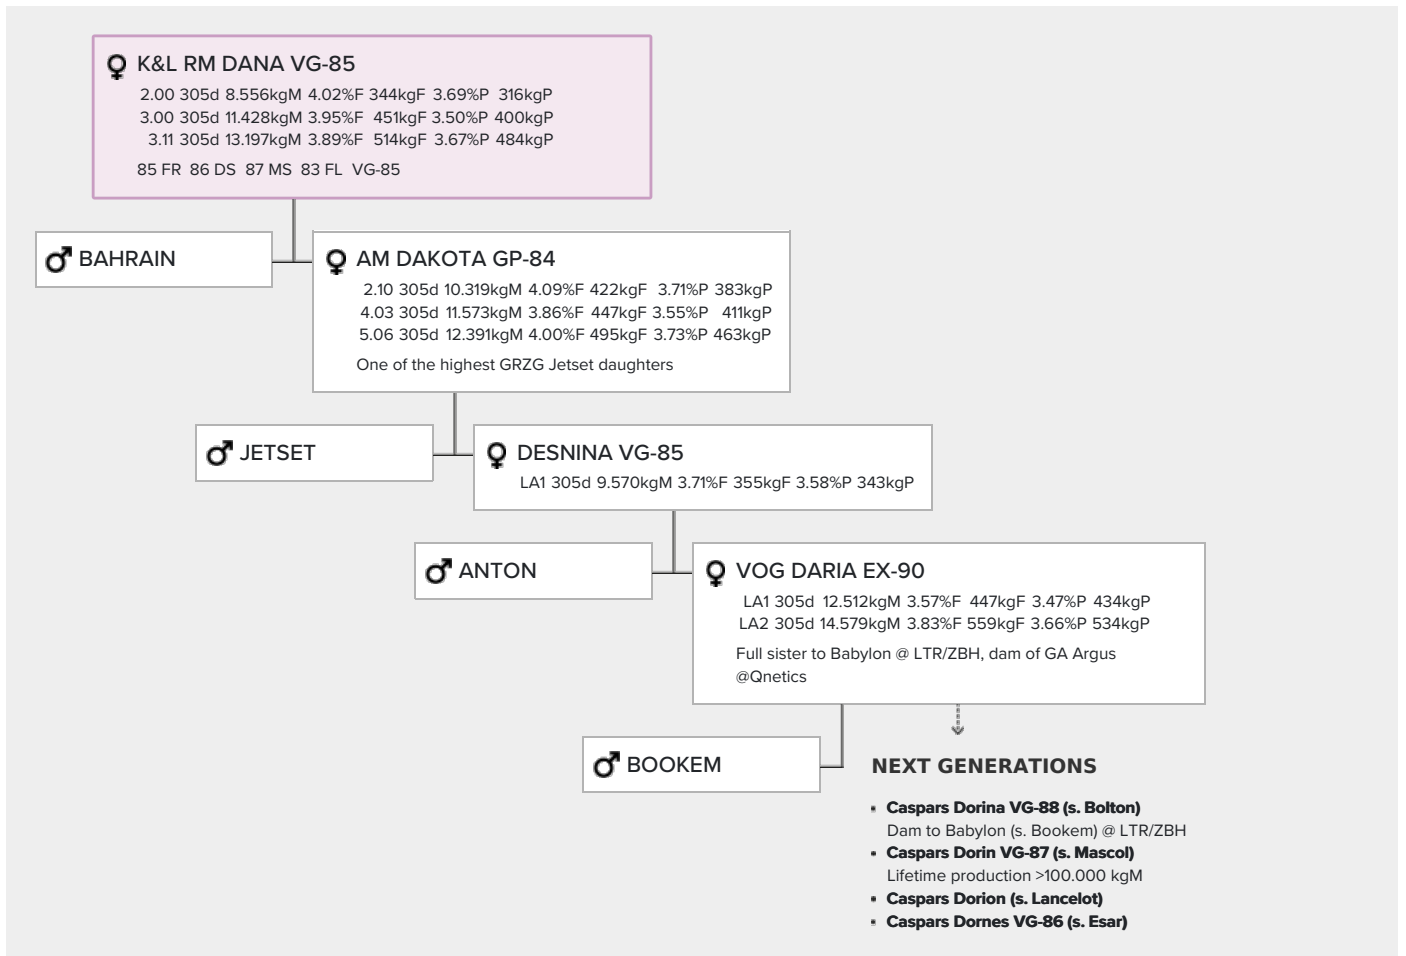 K&L RM DANA VG-85
2.00 305d 8.556kgM 4.02%F 344kgF 3.69%P 316kgP
3.00 305d 11.428kgM 3.95%F 451kgF 3.50%P 400kgP
3.11 305d 13.197kgM 3.89%F 514kgF 3.67%P 484kgP
85 FR 86 DS 87 MS 83 FL VG-85
BAHRAIN
AM DAKOTA GP-84
2.10 305d 10.319kgM 4.09%F 422kgF 3.71%P 383kgP
4.03 305d 11.573kgM 3.86%F 447kgF 3.55%P 411kgP
5.06 305d 12.391kgM 4.00%F 495kgF 3.73%P 463kgP
One of the highest GRZG Jetset daughters
JETSET
DESNINA VG-85
LA1 305d 9.570kgM 3.71%F 355kgF 3.58%P 343kgP
ANTON
VOG DARIA EX-90
LA1 305d 12.512kgM 3.57%F 447kgF 3.47%P 434kgP
LA2 305d 14.579kgM 3.83%F 559kgF 3.66%P 534kgP
Full sister to Babylon @ LTR/ZBH, dam of GA Argus
@Qnetics
BOOKEM
NEXT GENERATIONS
▪ Caspars Dorina VG-88 (s. Bolton)
Dam to Babylon (s. Bookem) @ LTR/ZBH
▪ Caspars Dorin VG-87 (s. Mascol)
Lifetime production >100.000 kgM
▪ Caspars Dorion (s. Lancelot)
▪ Caspars Dornes VG-86 (s. Esar)